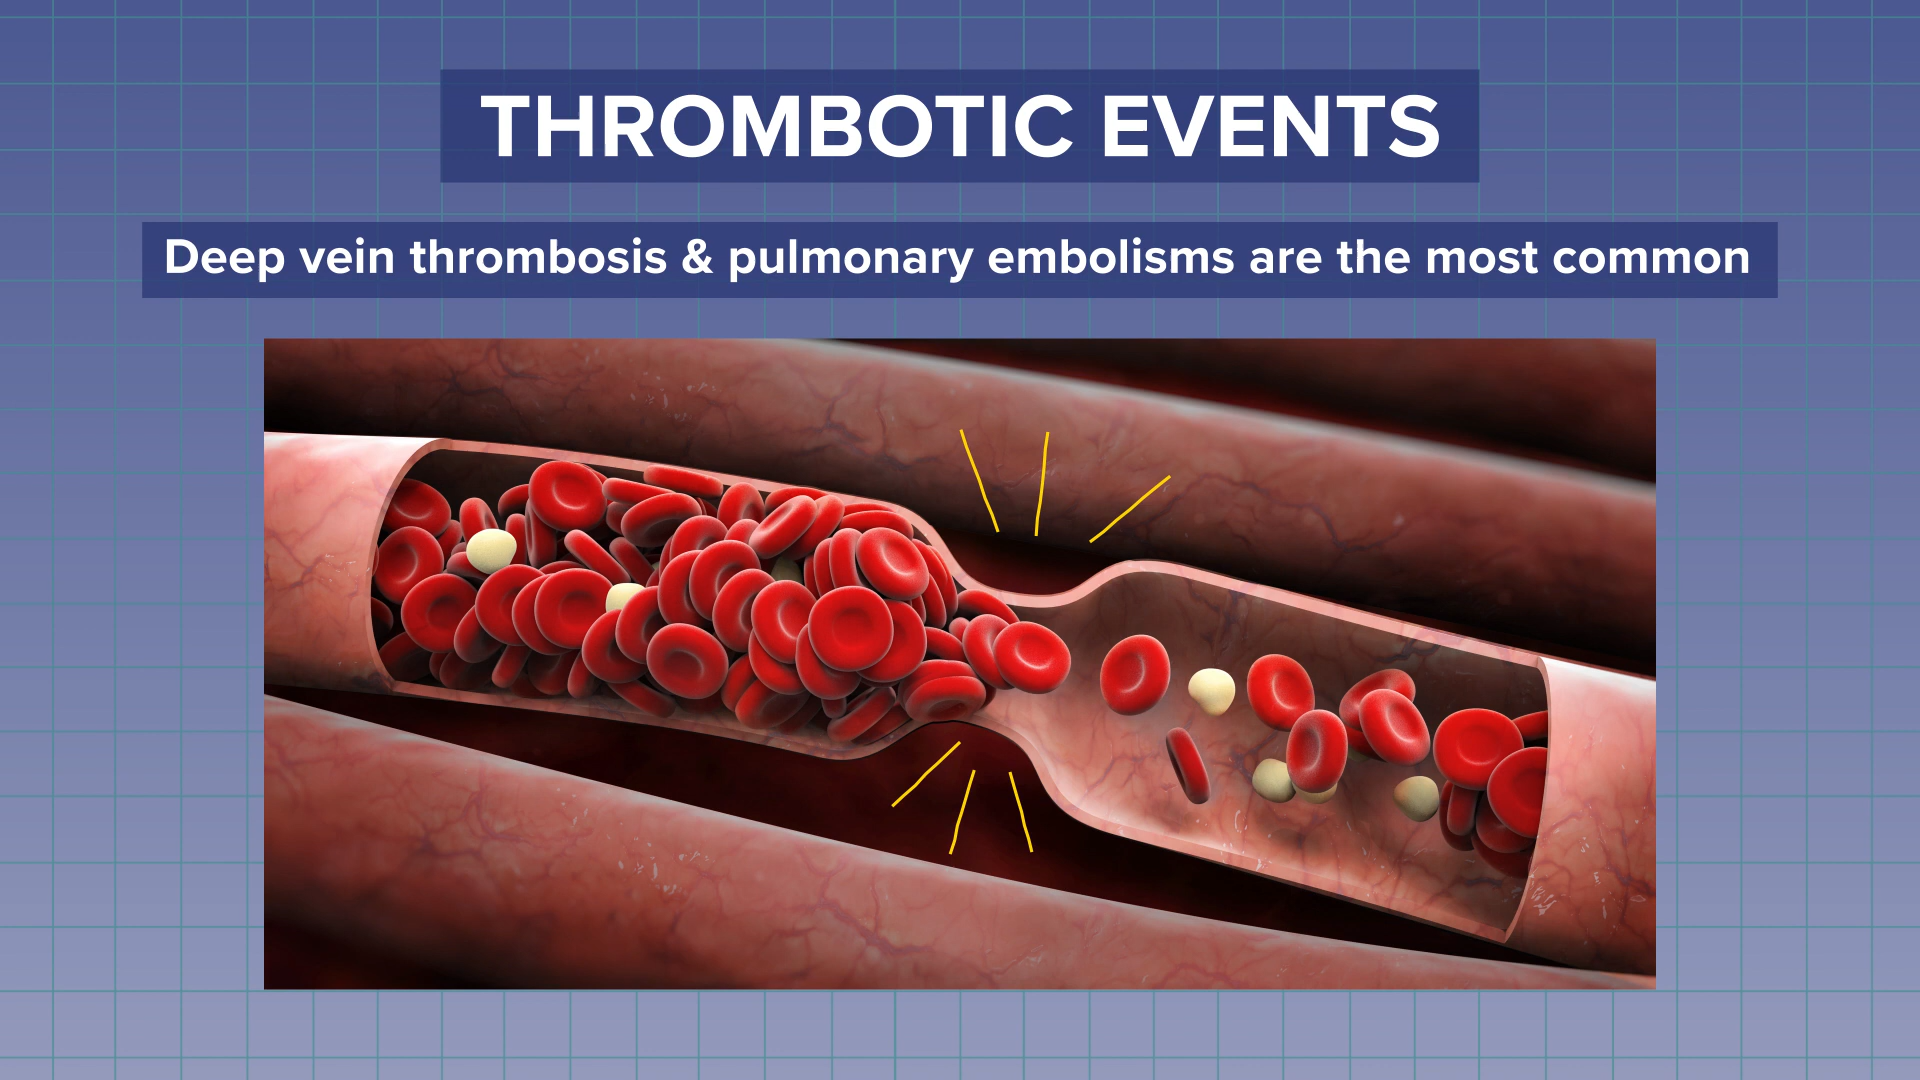 THROMBOTIC EVENTS
Deep vein thrombosis & pulmonary embolisms are the most common